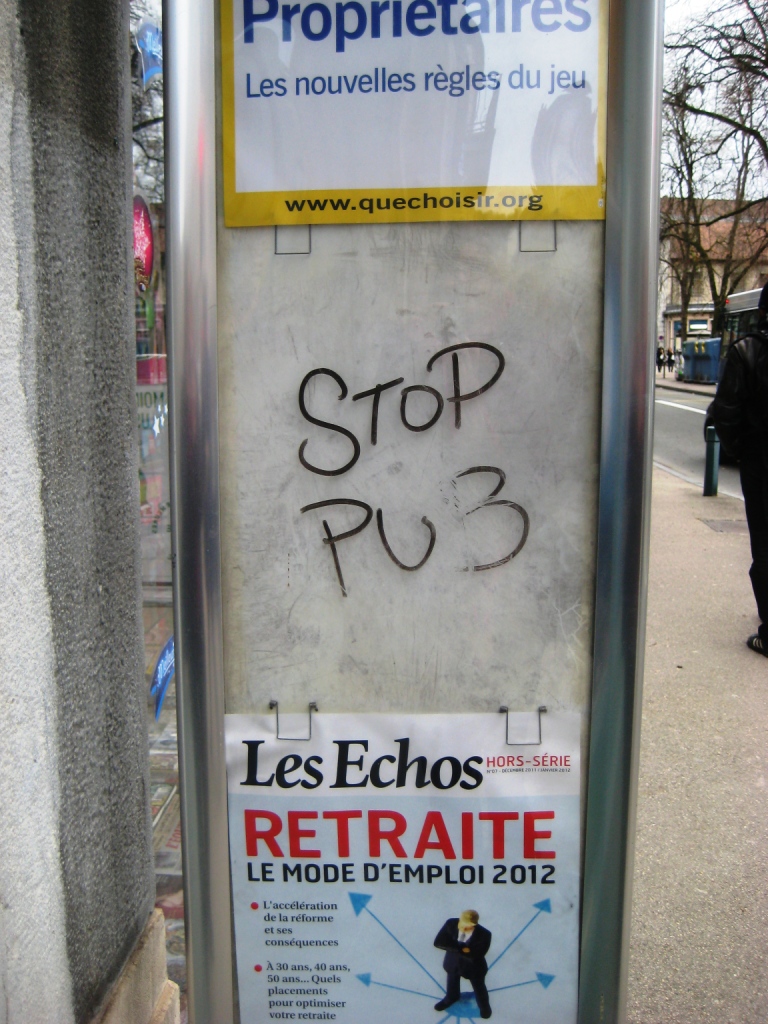 Propriétaires
Les nouvelles règles du jeu
www.quechoisir.org
STOP
PUB
Les Echos
HORS-SÉRIE
RETRAITE
LE MODE D'EMPLOI 2012
• L'accélération
de la réforme
et ses
conséquences
• À 30 ans, 40 ans,
50 ans... Quels
placements
pour optimiser
votre retraite